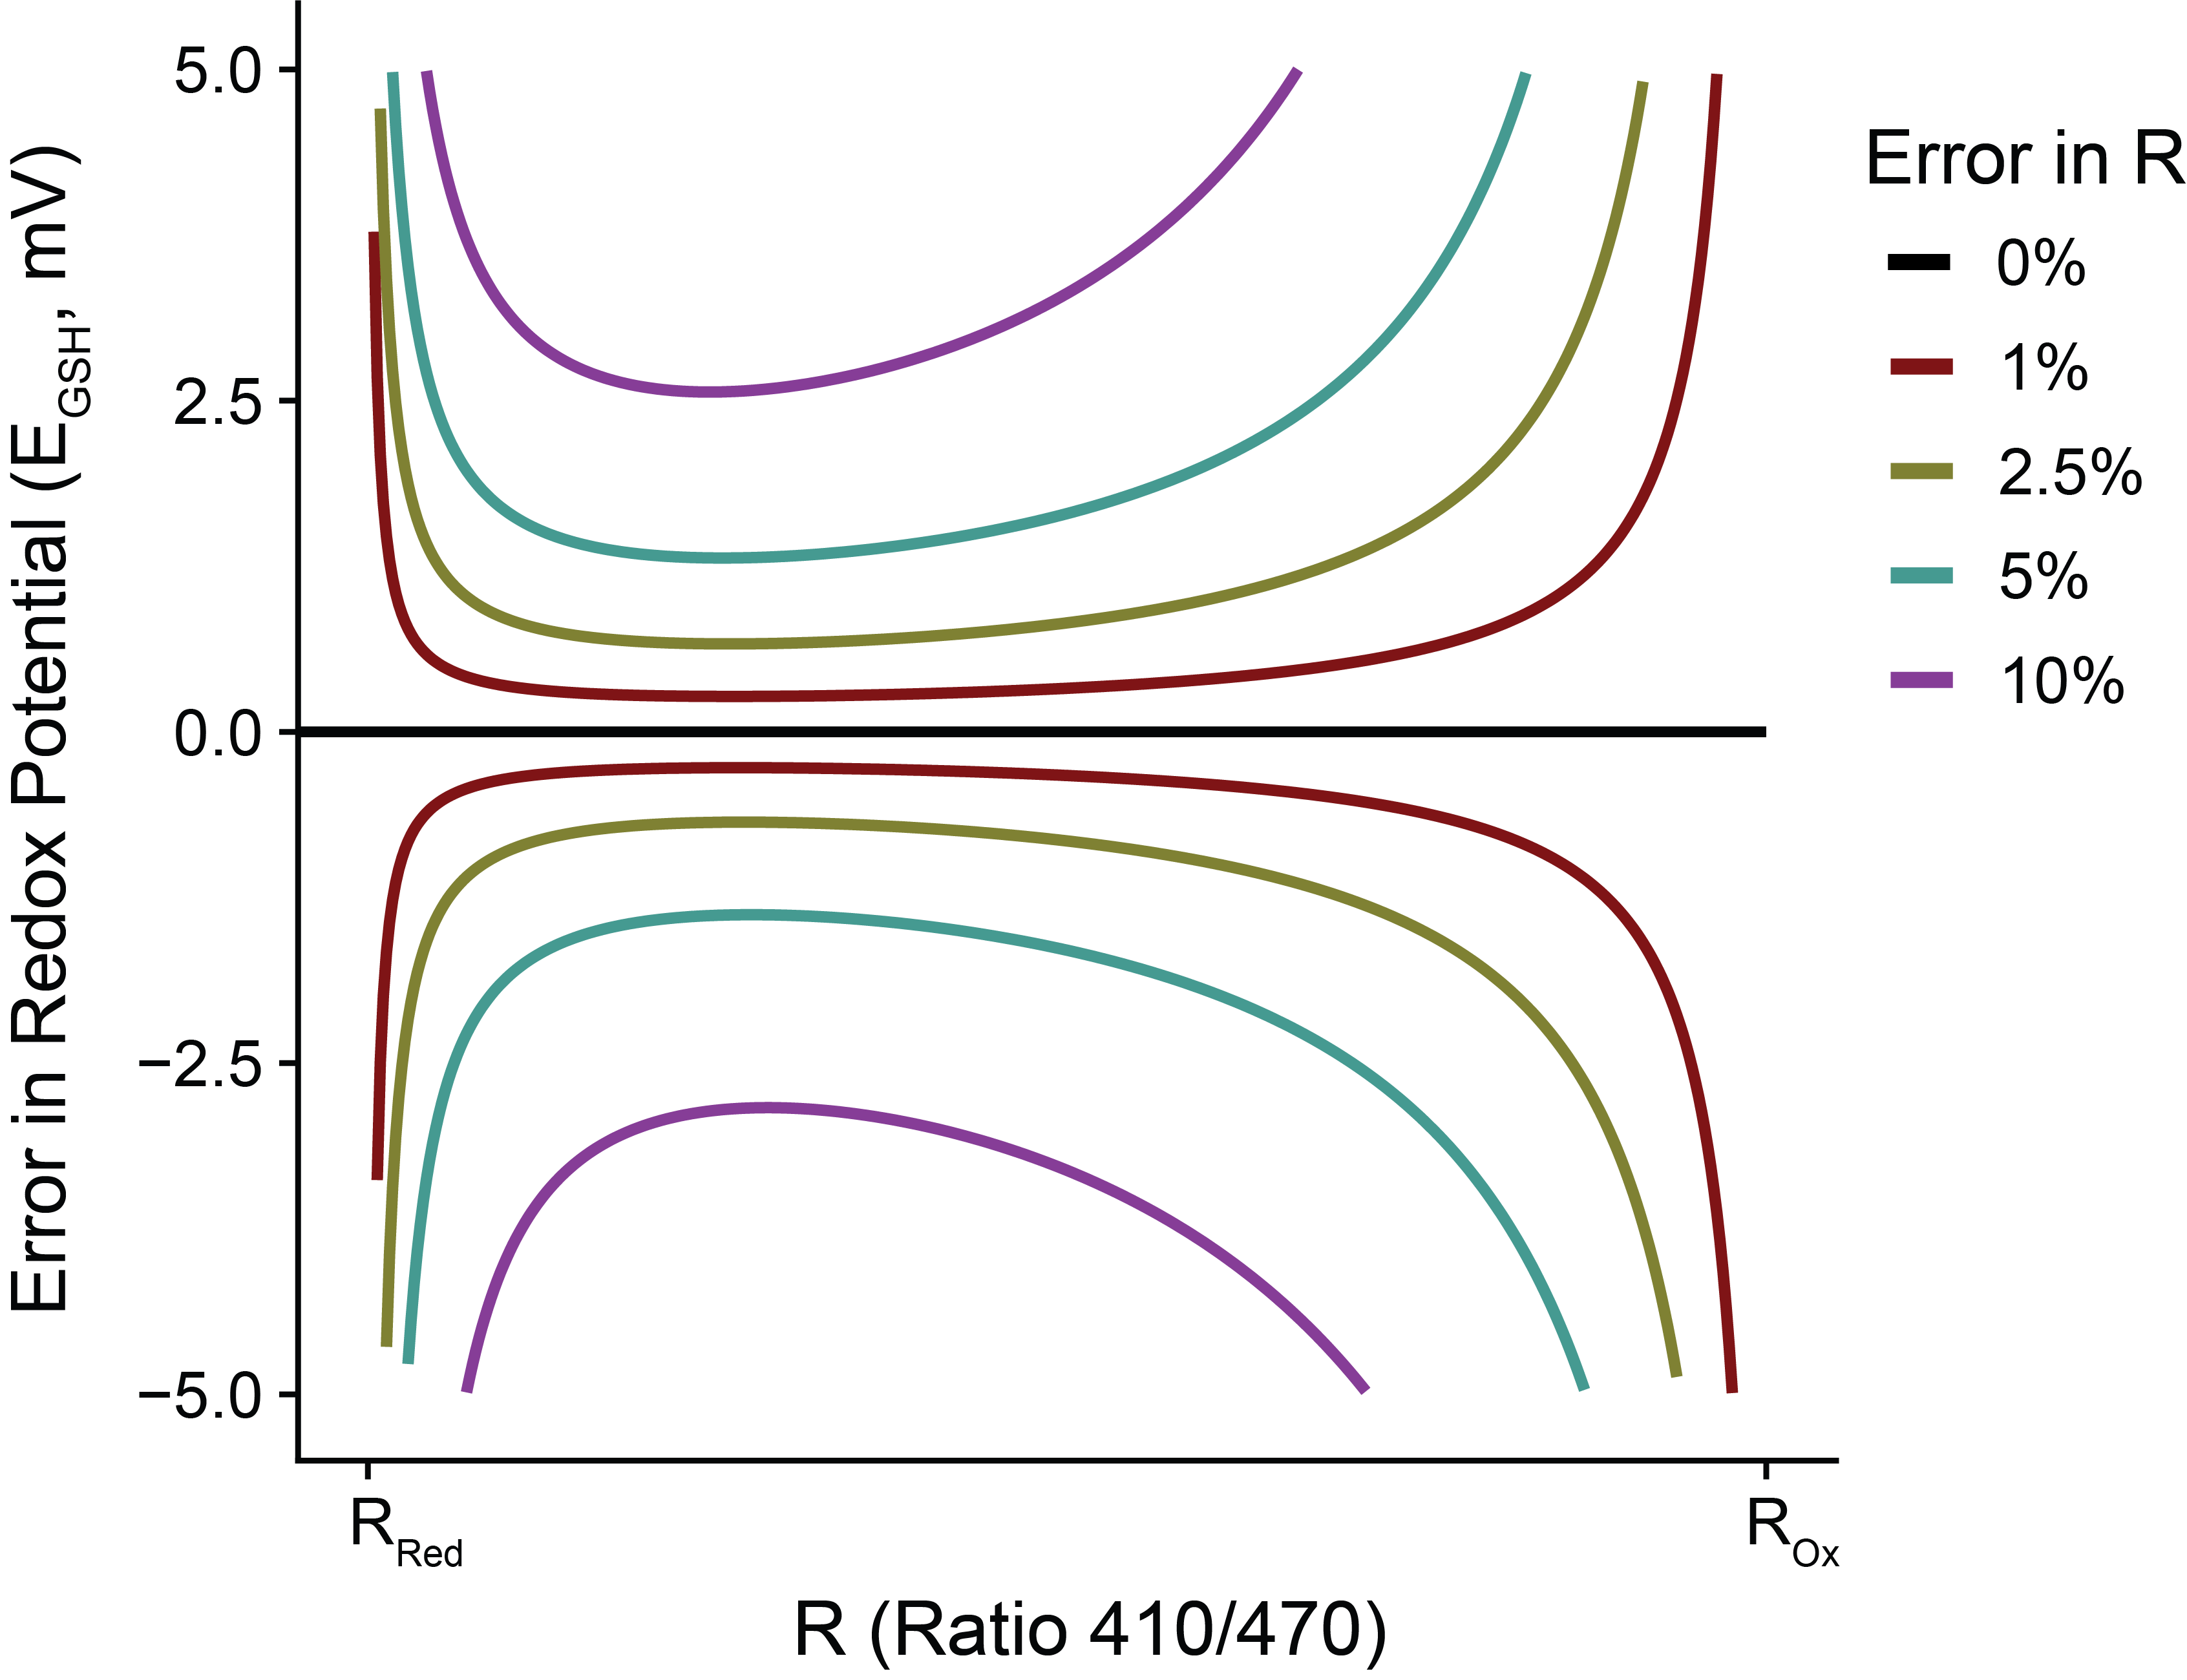 Error in Redox Potential (EGSH, mV)
5.0
2.5
0.0
−2.5
−5.0
RRed
ROx
R (Ratio 410/470)
Error in R
0%
1%
2.5%
5%
10%